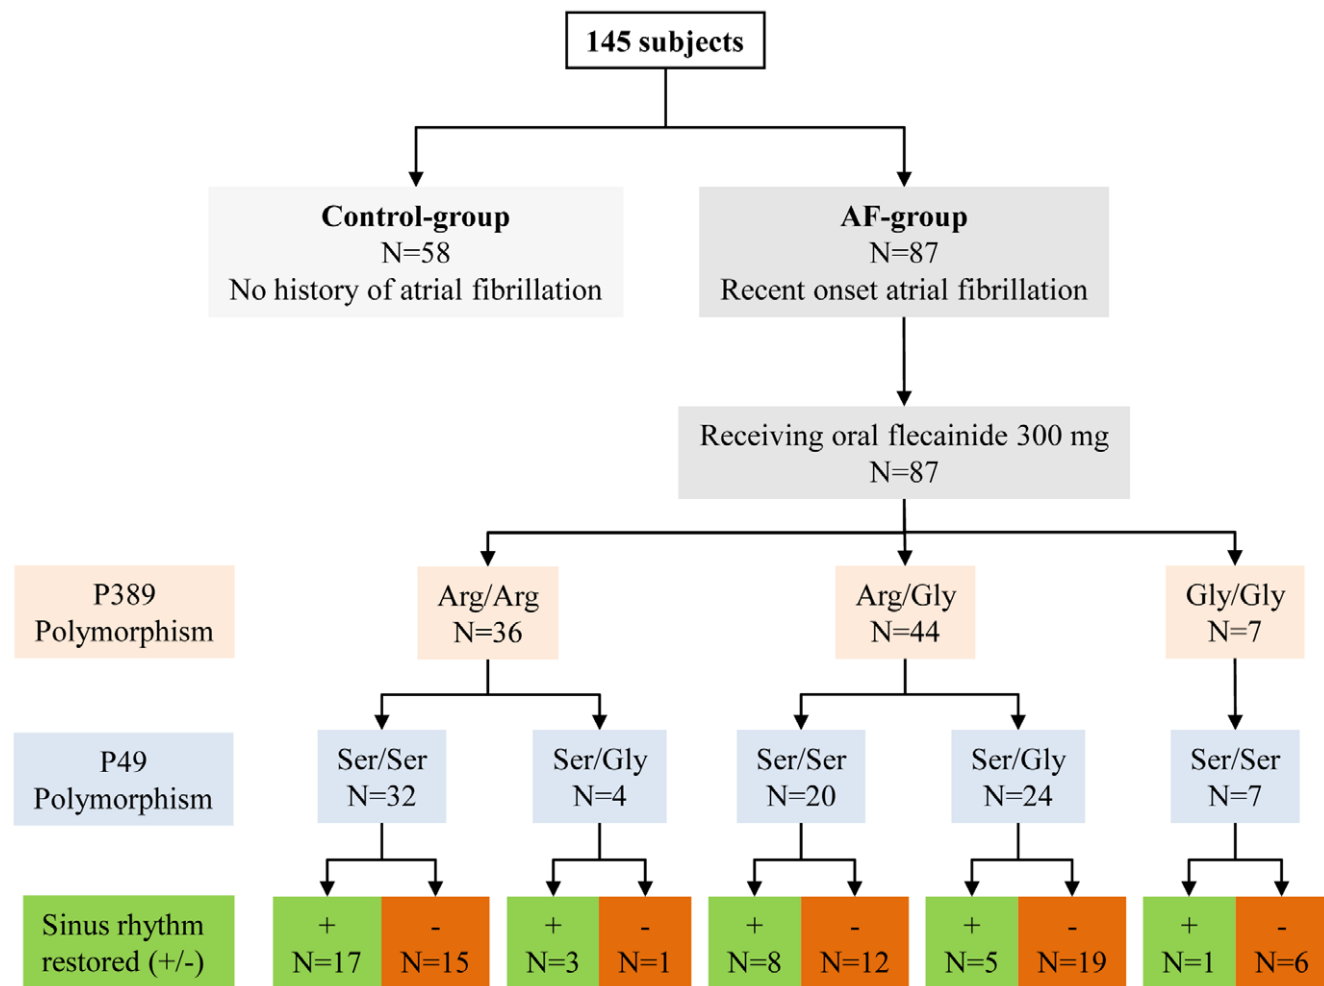 145 subjects
Control-group
N=58
No history of atrial fibrillation
AF-group
N=87
Recent onset atrial fibrillation
Receiving oral flecainide 300 mg
N=87
P389
Polymorphism
Arg/Arg
N=36
Arg/Gly
N=44
Gly/Gly
N=7
P49
Polymorphism
Ser/Ser
N=32
Ser/Gly
N=4
Ser/Ser
N=20
Ser/Gly
N=24
Ser/Ser
N=7
Sinus rhythm
restored (+/-)
+
N=17
-
N=15
+
N=3
-
N=1
+
N=8
-
N=12
+
N=5
-
N=19
+
N=1
-
N=6